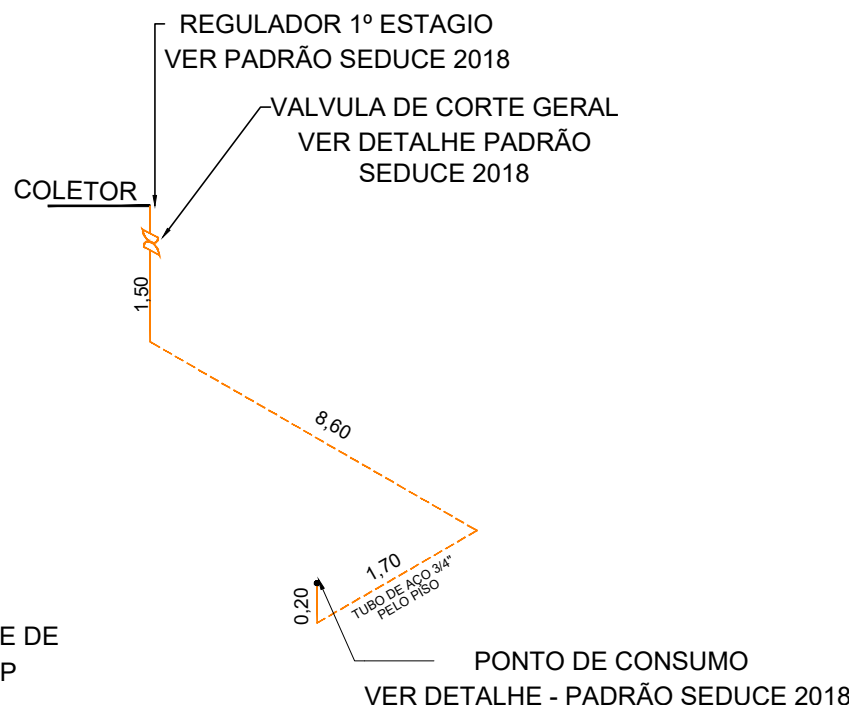 REGULADOR 1º ESTAGIO
VER PADRÃO SEDUCE 2018
VALVULA DE CORTE GERAL
VER DETALHE PADRÃO
SEDUCE 2018
COLETOR
1,50
8,60
1,70
TUBO DE AÇO 3/4"
PELO PISO
0,20
E DE
P
PONTO DE CONSUMO
VER DETALHE - PADRÃO SEDUCE 2018